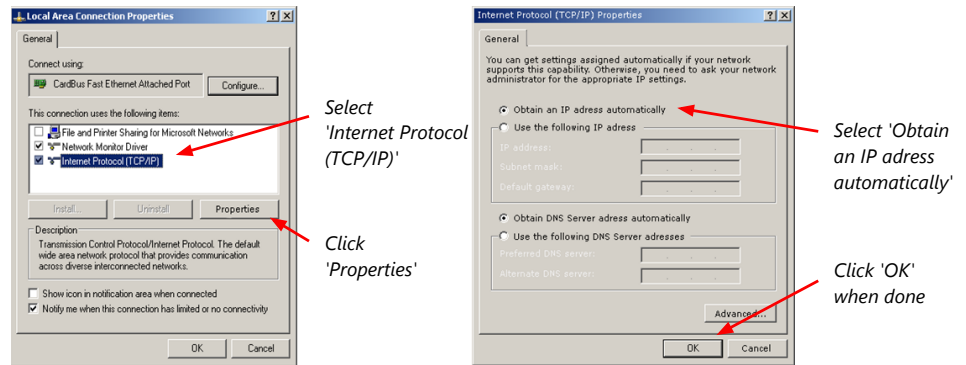 Local Area Connection Properties
General
Connect using:
CardBus Fast Ethernet Attached Port
Configure...
This connection uses the following items:
File and Printer Sharing for Microsoft Networks
Network Monitor Driver
Internet Protocol (TCP/IP)
Install...
Uninstall
Properties
Description
Transmission Control Protocol/Internet Protocol. The default
wide area network protocol that provides communication
across diverse interconnected networks.
Show icon in notification area when connected
Notify me when this connection has limited or no connectivity
OK
Cancel
Select
'Internet Protocol
(TCP/IP)'
Click
'Properties'
Internet Protocol (TCP/IP) Properties
General
You can get settings assigned automatically if your network
supports this capability. Otherwise, you need to ask your network
administrator for the appropriate IP settings.
Obtain an IP adress automatically
Use the following IP adress
IP address:
Subnet mask:
Default gateway:
Obtain DNS Server adress automatically
Use the following DNS Server adresses
Preferred DNS server:
Alternate DNS server:
Advanced...
OK
Cancel
Select 'Obtain
an IP adress
automatically'
Click 'OK'
when done